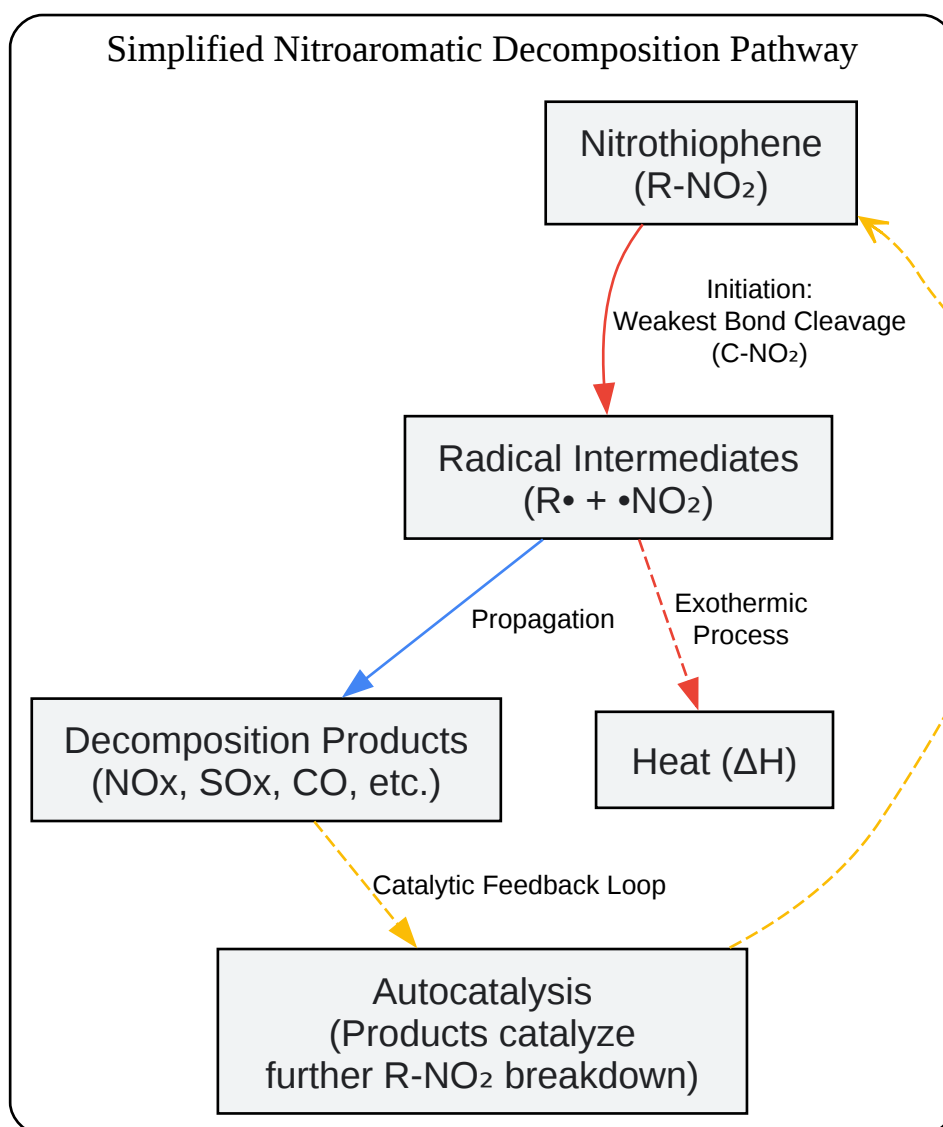 Simplified Nitroaromatic Decomposition Pathway
Nitrothiophene
(R-NO₂)
Initiation:
Weakest Bond Cleavage
(C-NO₂)
Radical Intermediates
(R• + •NO₂)
Propagation
Exothermic
Process
Decomposition Products
(NOx, SOx, CO, etc.)
Heat (ΔH)
Catalytic Feedback Loop
Autocatalysis
(Products catalyze
further R-NO₂ breakdown)